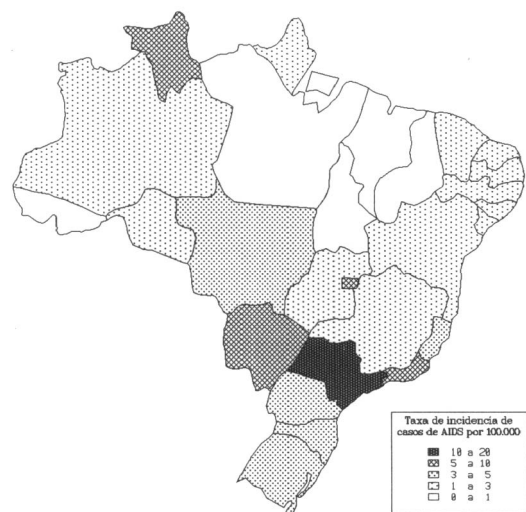 Taxa de incidencia de
casos de AIDS por 100.000
10 a 20
5 a 10
3 a 5
1 a 3
0 a 1